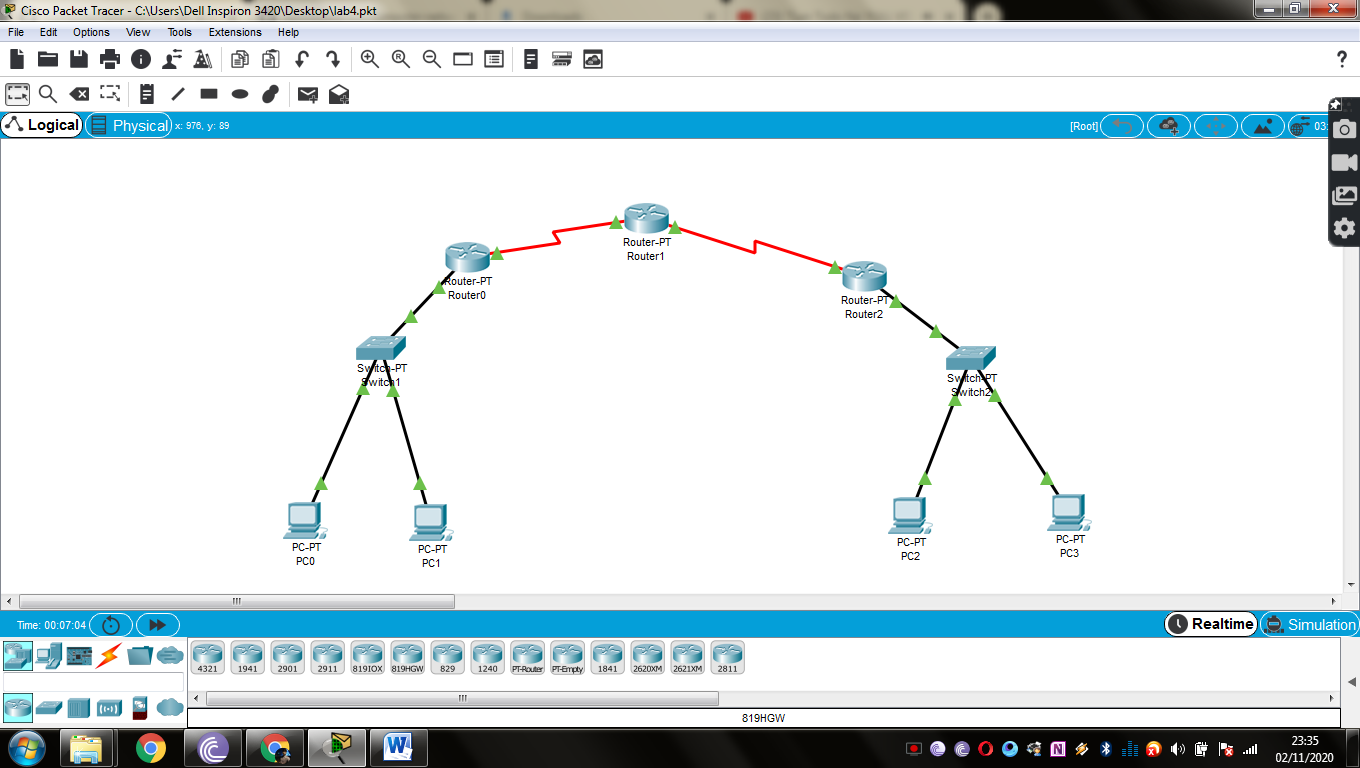 Cisco Packet Tracer - C:\Users\Dell Inspiron 3420\Desktop\lab4.pkt
File Edit Options View Tools Extensions Help
Logical Physical x: 976, y: 89 [Root] 03:
Router-PT
Router1
Router-PT
Router0
Router-PT
Router2
Switch-PT
Switch1
Switch-PT
Switch2
PC-PT
PC0
PC-PT
PC1
PC-PT
PC2
PC-PT
PC3
Time: 00:07:04 Realtime Simulation
4321 1941 2901 2911 819IOX 819HGW 829 1240 PT-Router PT-Empty 1841 2620XM 2621XM 2811
819HGW
23:35
02/11/2020